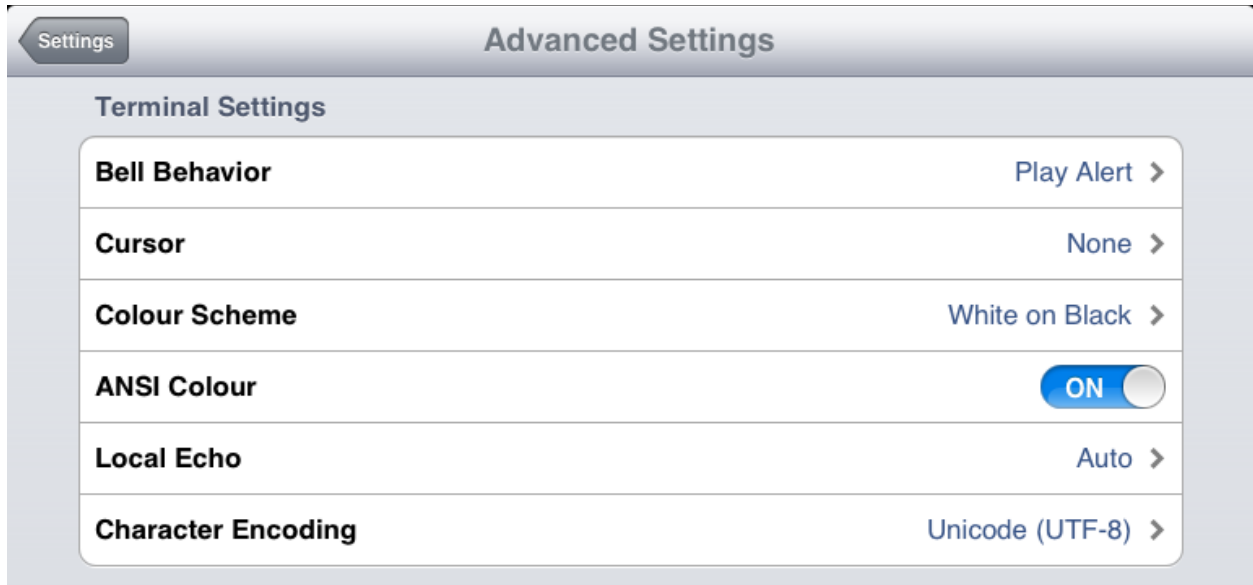 Settings
Advanced Settings
Terminal Settings
Bell Behavior Play Alert
Cursor None
Colour Scheme White on Black
ANSI Colour ON
Local Echo Auto
Character Encoding Unicode (UTF-8)